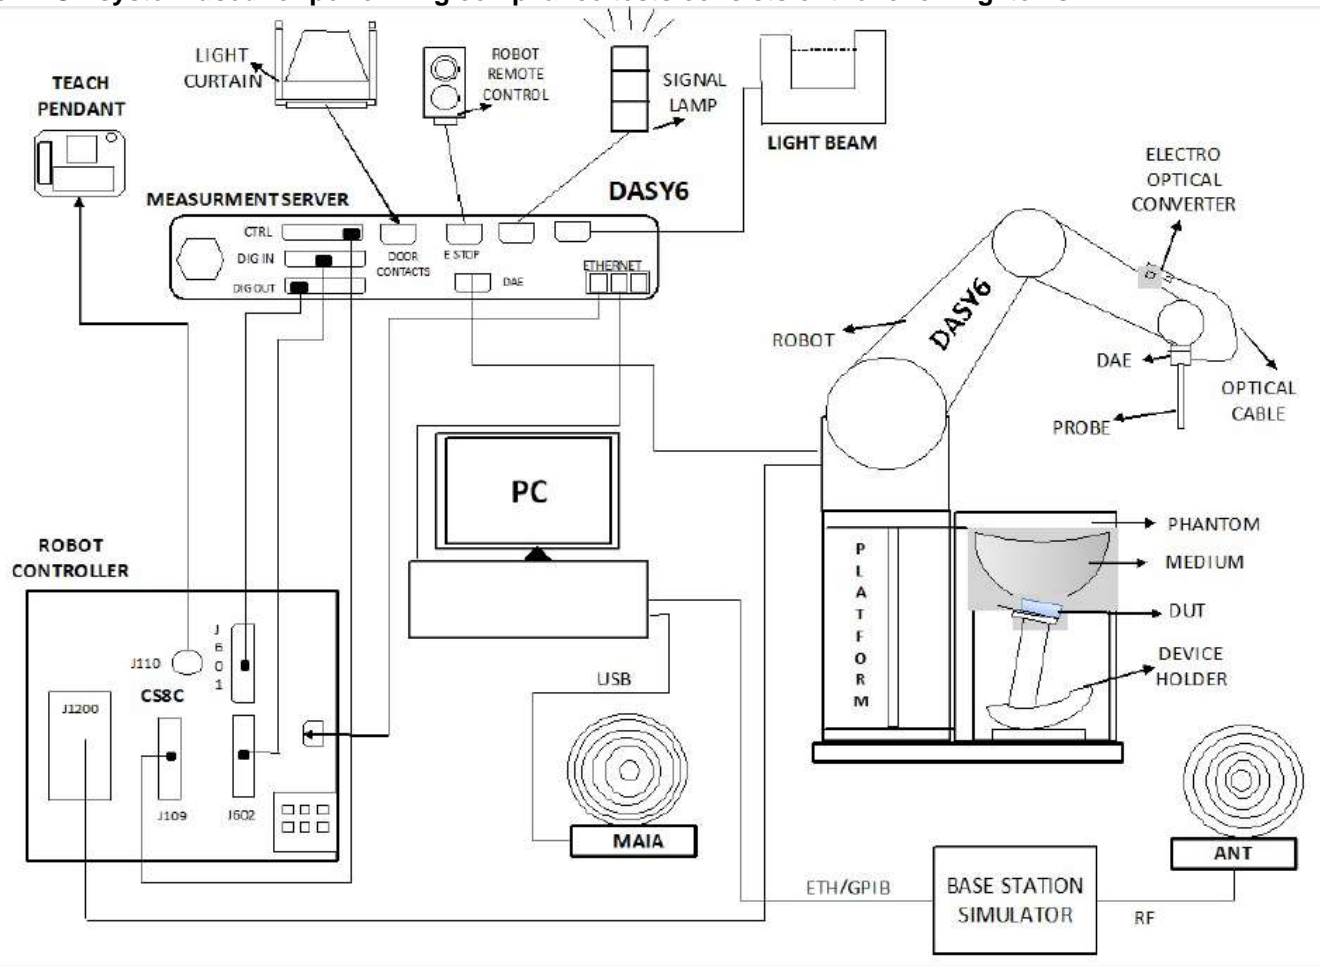 LIGHT
CURTAIN
ROBOT
REMOTE
CONTROL
SIGNAL
LAMP
LIGHT BEAM
TEACH
PENDANT
MEASURMENT SERVER
DASY6
CTRL
DIG IN
DIG OUT
DOOR
CONTACTS
E STOP
DAE
ETHERNET
ELECTRO
OPTICAL
CONVERTER
ROBOT
DASY6
DAE
OPTICAL
CABLE
PROBE
PC
PLATFORM
PHANTOM
MEDIUM
DUT
DEVICE
HOLDER
ROBOT
CONTROLLER
J110
J601
CS8C
J1200
J109
J602
USB
MAIA
ETH/GPIB
BASE STATION
SIMULATOR
RF
ANT